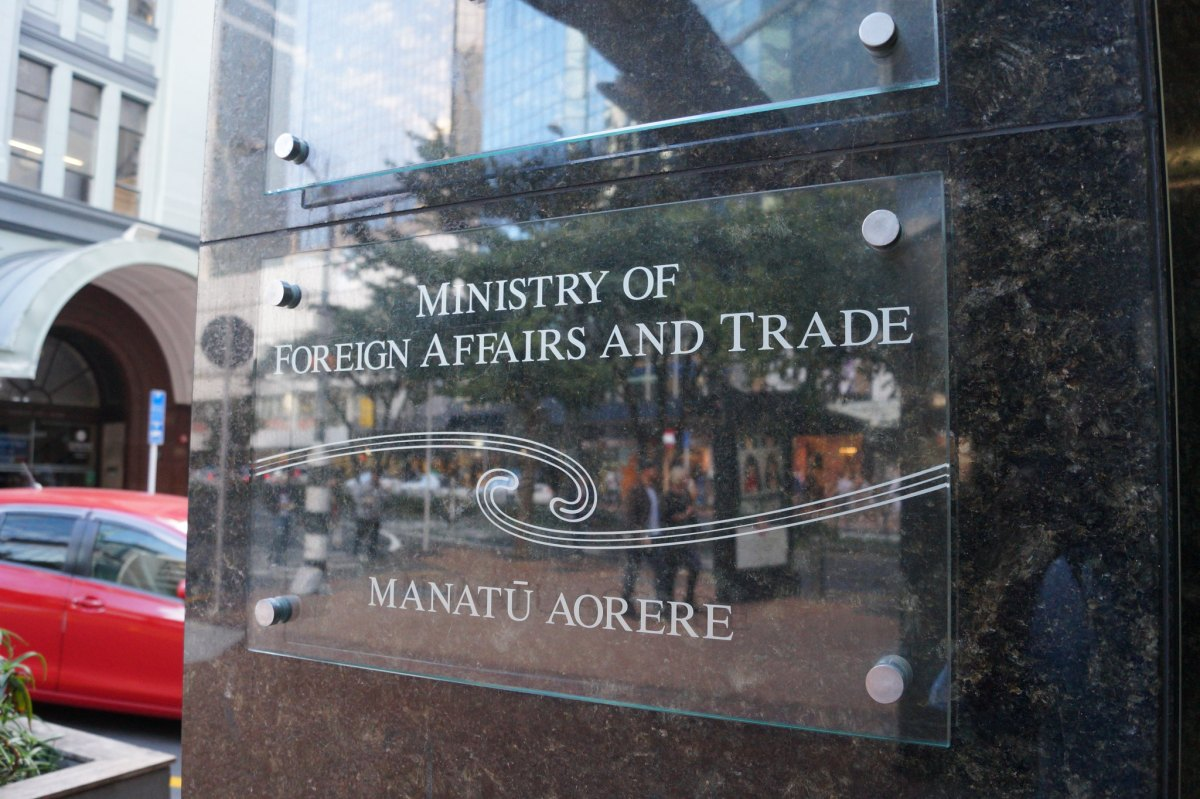 MINISTRY OF
FOREIGN AFFAIRS AND TRADE
MANATŪ AORERE